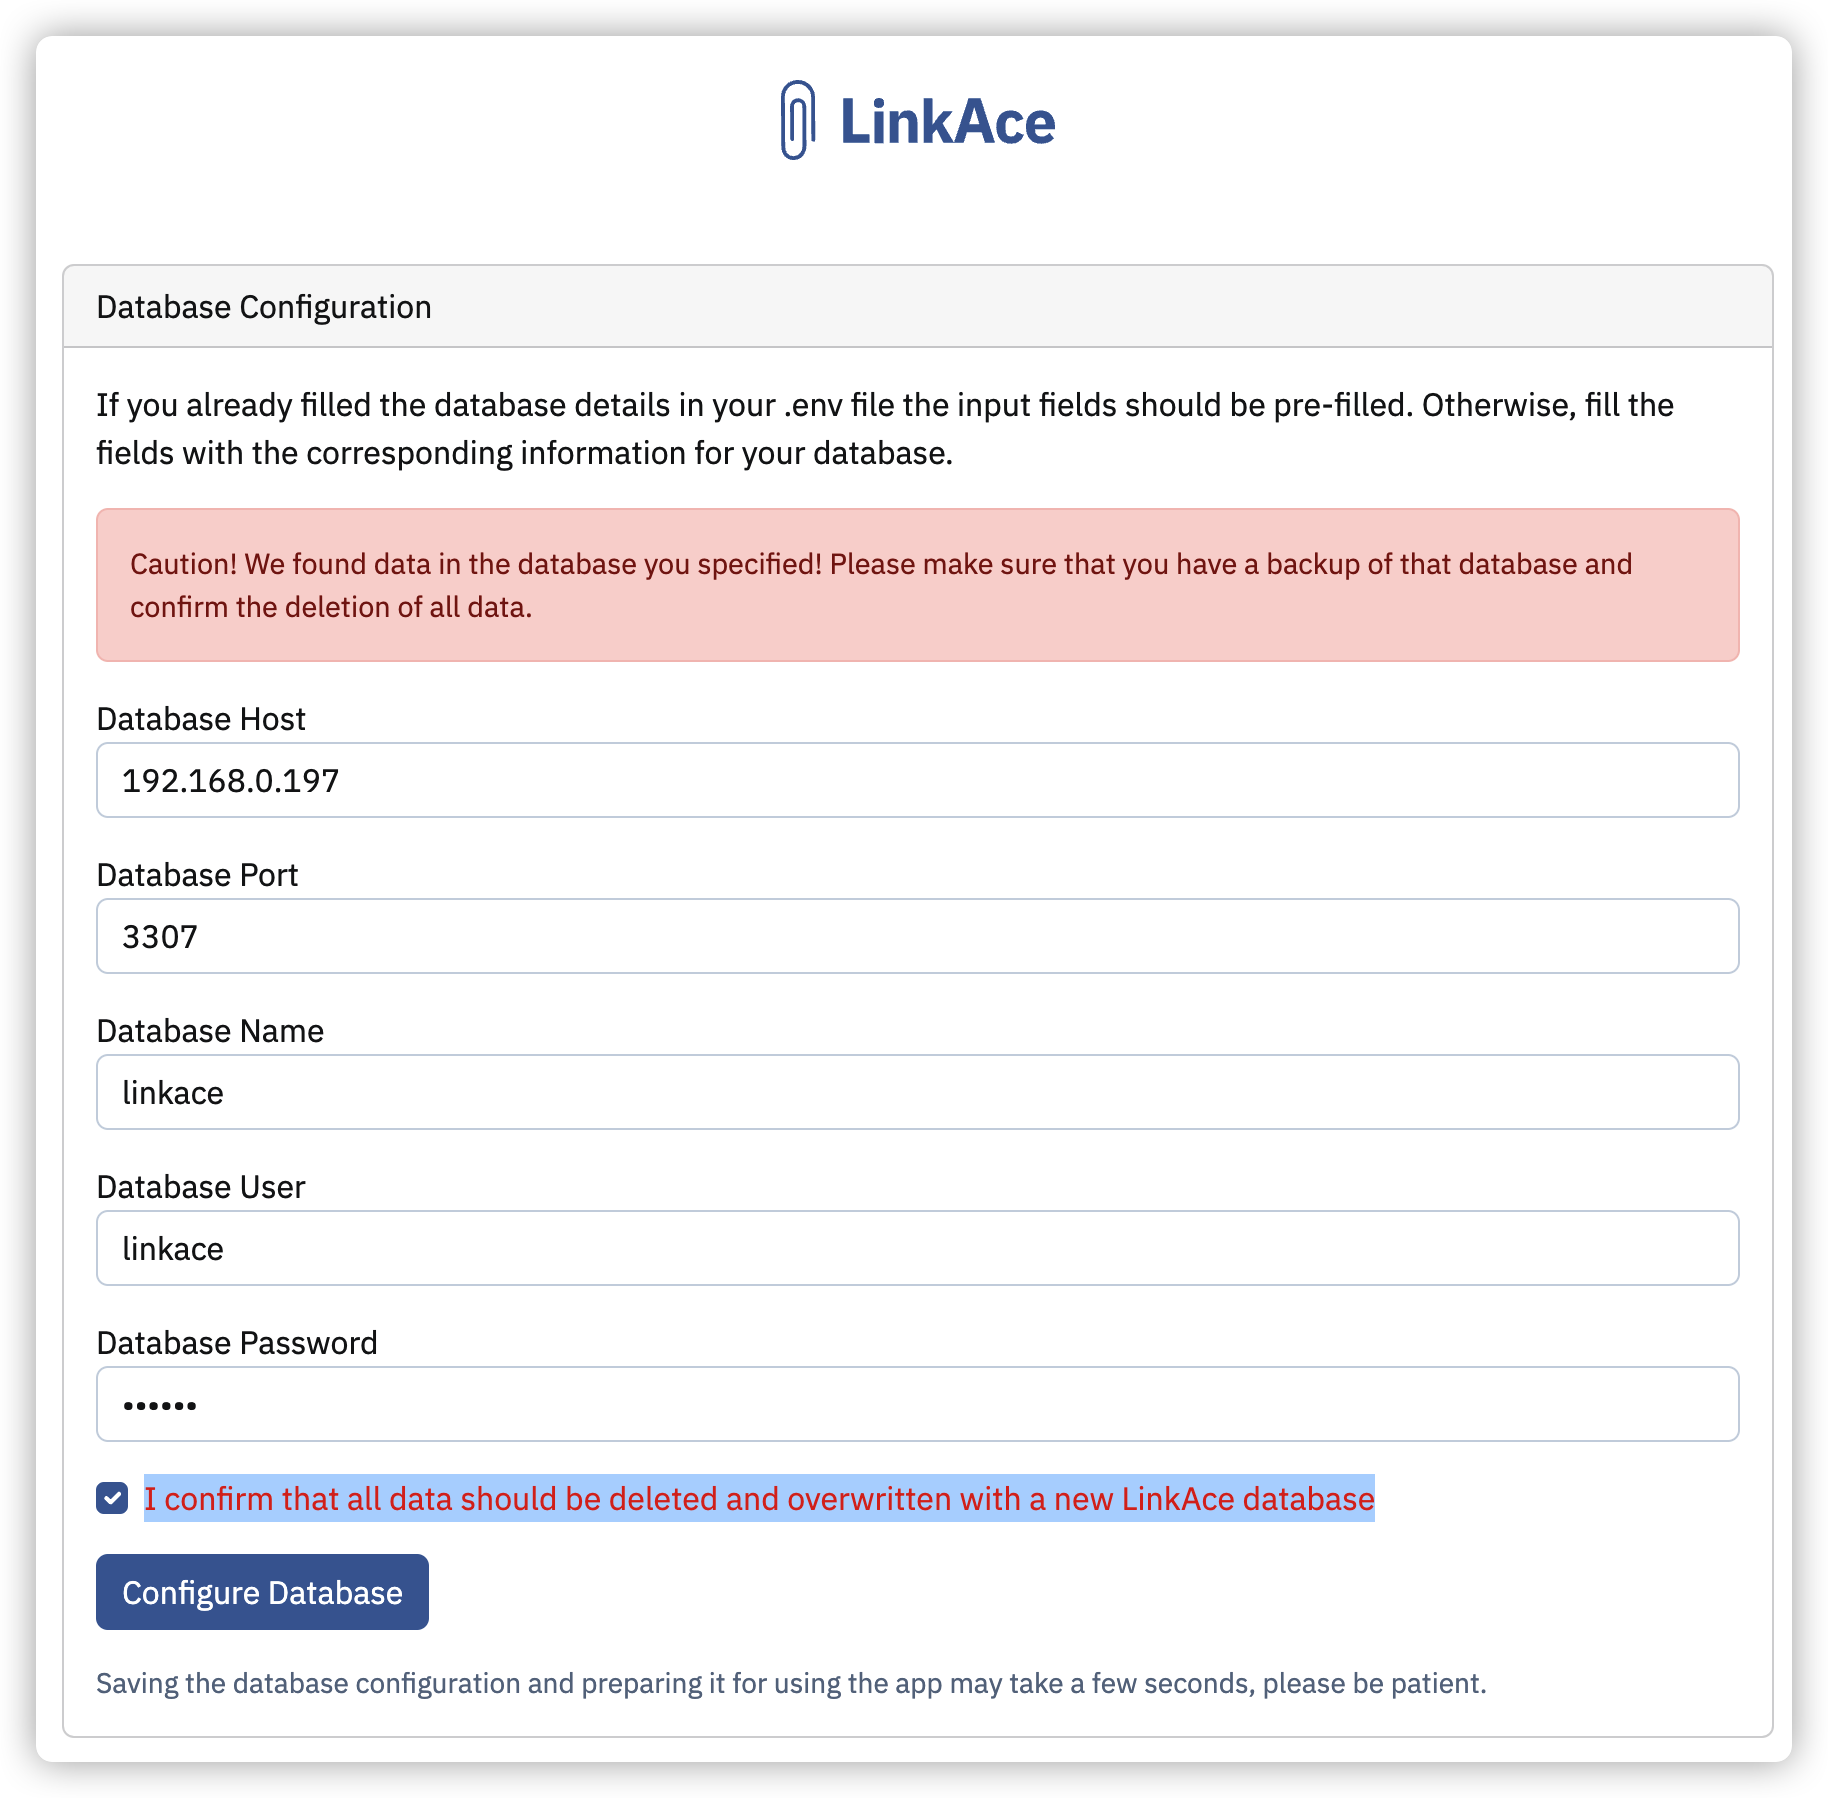 LinkAce
Database Configuration
If you already filled the database details in your .env file the input fields should be pre-filled. Otherwise, fill the
fields with the corresponding information for your database.
Caution! We found data in the database you specified! Please make sure that you have a backup of that database and
confirm the deletion of all data.
Database Host
192.168.0.197
Database Port
3307
Database Name
linkace
Database User
linkace
Database Password
••••••
I confirm that all data should be deleted and overwritten with a new LinkAce database
Configure Database
Saving the database configuration and preparing it for using the app may take a few seconds, please be patient.